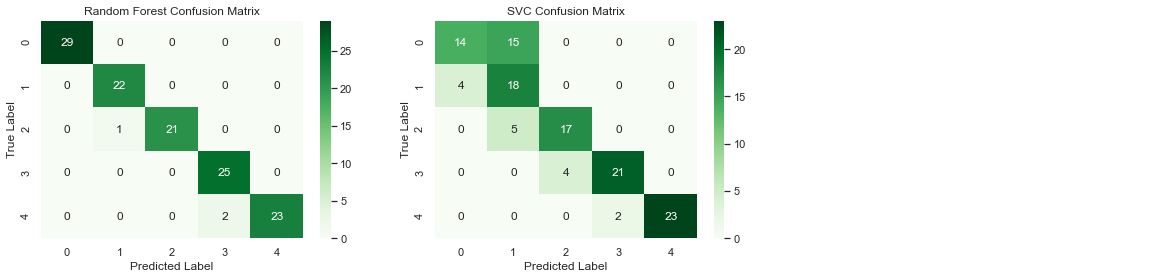 Random Forest Confusion Matrix
True Label
0 29 0 0 0 0
1 0 22 0 0 0
2 0 1 21 0 0
3 0 0 0 25 0
4 0 0 0 2 23
0 1 2 3 4
Predicted Label
25
20
15
10
5
0
SVC Confusion Matrix
True Label
0 14 15 0 0 0
1 4 18 0 0 0
2 0 5 17 0 0
3 0 0 4 21 0
4 0 0 0 2 23
0 1 2 3 4
Predicted Label
20
15
10
5
0